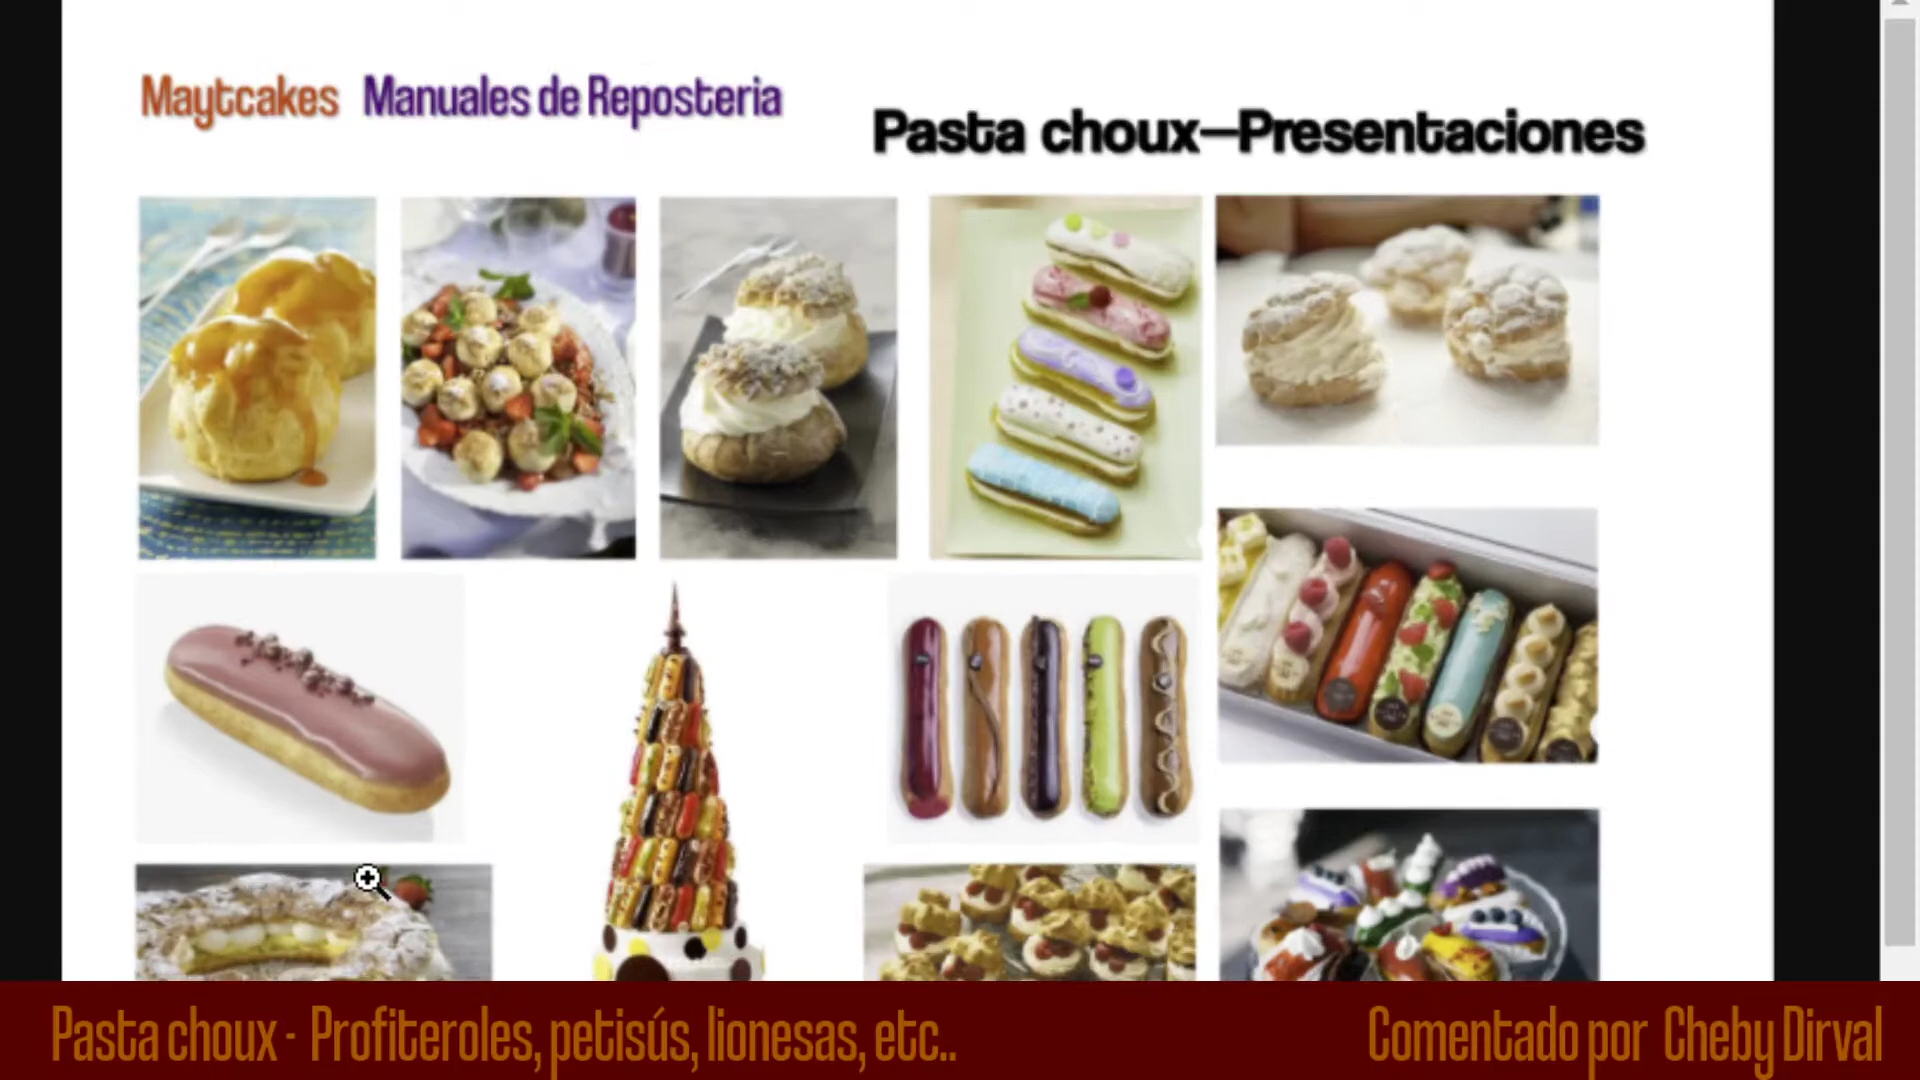 Maytcakes Manuales de Reposteria
Pasta choux—Presentaciones
Pasta choux - Profiteroles, petisús, lionesas, etc..
Comentado por Cheby Dirval